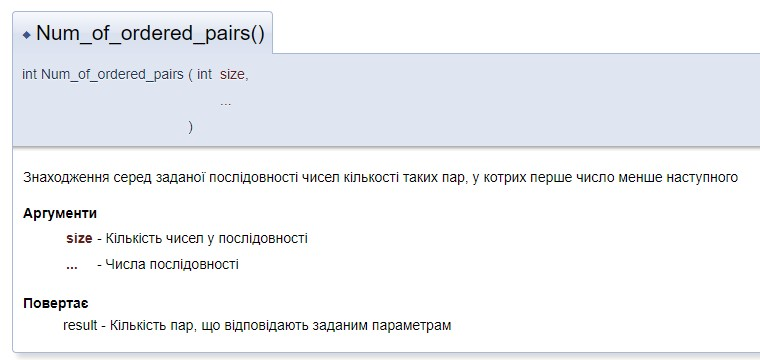 ◆ Num_of_ordered_pairs()
int Num_of_ordered_pairs ( int size,
...
)
Знаходження серед заданої послідовності чисел кількості таких пар, у котрих перше число менше наступного
Аргументи
size - Кількість чисел у послідовності
... - Числа послідовності
Повертає
result - Кількість пар, що відповідають заданим параметрам